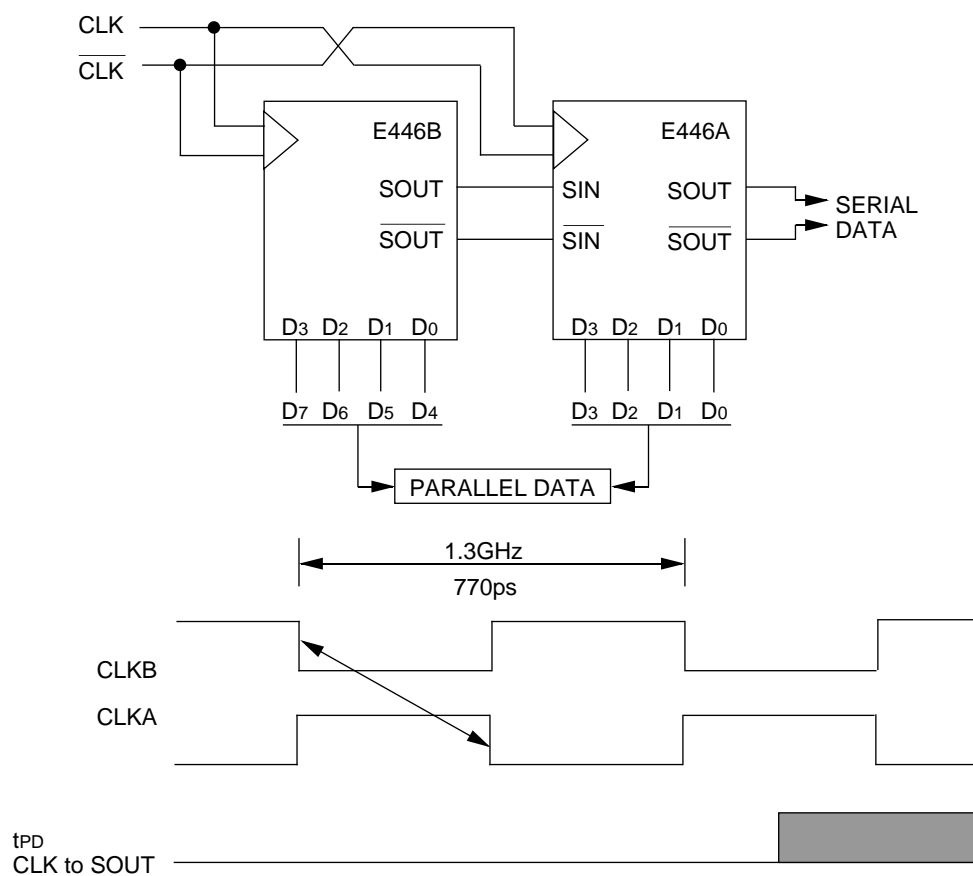 CLK
CLK
E446B
E446A
SOUT
SIN
SOUT
SOUT
SIN
SOUT
SERIAL
DATA
D3 D2 D1 D0
D3 D2 D1 D0
D7 D6 D5 D4
D3 D2 D1 D0
PARALLEL DATA
1.3GHz
770ps
CLKB
CLKA
tPD
CLK to SOUT